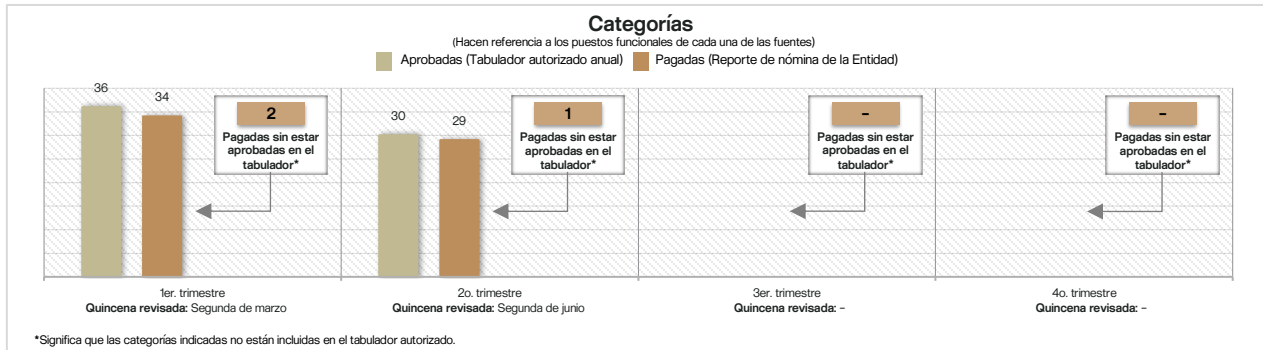 Categorías
(Hacen referencia a los puestos funcionales de cada una de las fuentes)
Aprobadas (Tabulador autorizado anual) Pagadas (Reporte de nómina de la Entidad)
36
34
2
Pagadas sin estar
aprobadas en el
tabulador*
30
29
1
Pagadas sin estar
aprobadas en el
tabulador*
-
Pagadas sin estar
aprobadas en el
tabulador*
-
Pagadas sin estar
aprobadas en el
tabulador*
1er. trimestre
Quincena revisada: Segunda de marzo
2o. trimestre
Quincena revisada: Segunda de junio
3er. trimestre
Quincena revisada: -
4o. trimestre
Quincena revisada: -
*Significa que las categorías indicadas no están incluidas en el tabulador autorizado.